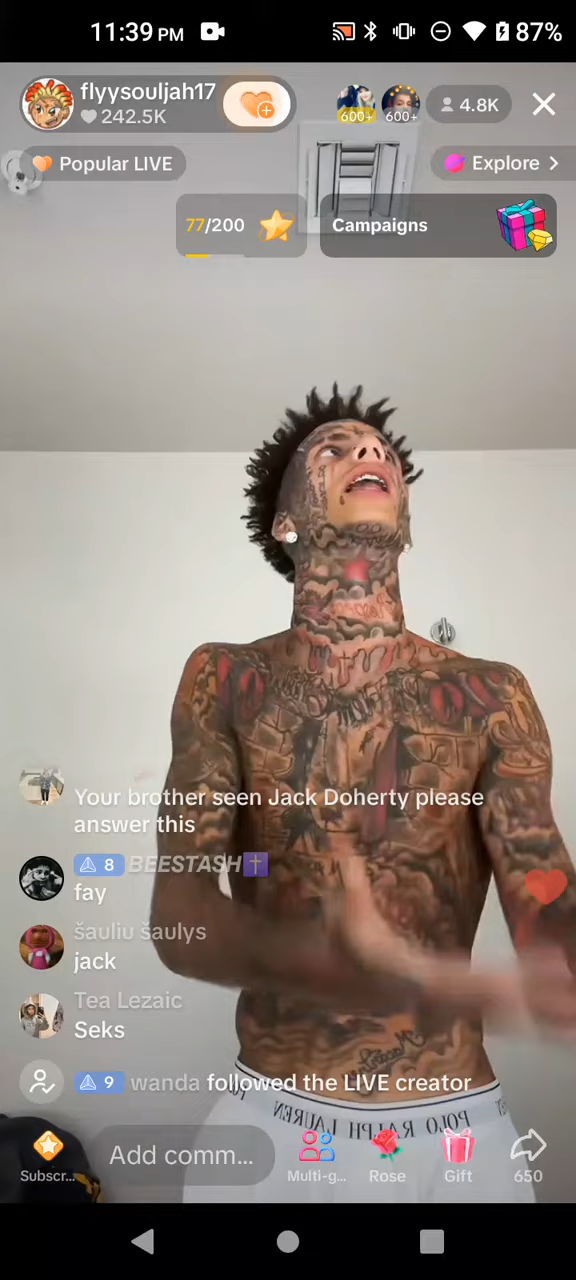 11:39 PM
87%
flyysouljah17
242.5K
600+
600+
4.8K
Popular LIVE
Explore >
77/200
Campaigns
Your brother seen Jack Doherty please
answer this
8 BEESTASH
fay
šauliu šaulys
jack
Tea Lezaic
Seks
9 wanda followed the LIVE creator
POLO RALPH LAUREN
Add comm...
Subscr...
Multi-g...
Rose
Gift
650